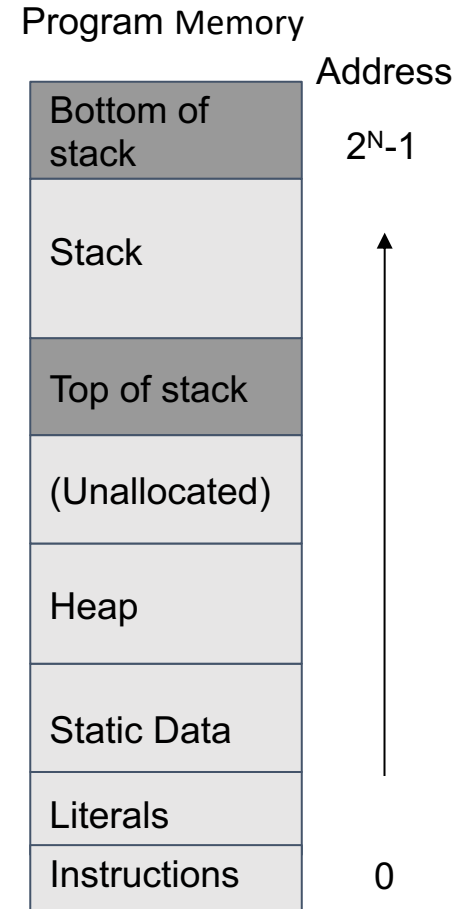 Program Memory
Address
Bottom of
stack
2ᴺ-1
Stack
Top of stack
(Unallocated)
Heap
Static Data
Literals
Instructions
0